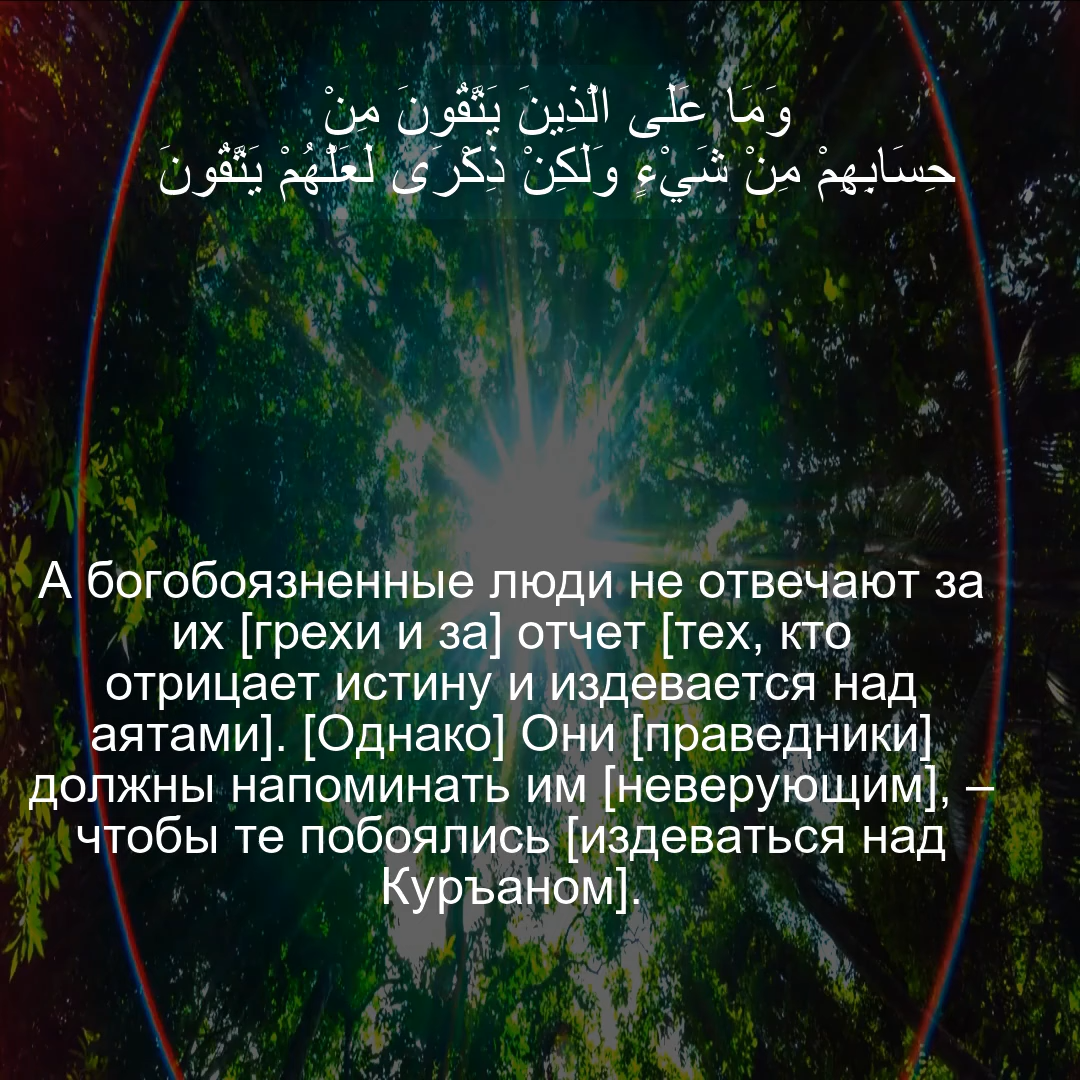 وَمَا عَلَى الَّذِينَ يَتَّقُونَ مِنْ
حِسَابِهِمْ مِنْ شَيْءٍ وَلَكِنْ ذِكْرَى لَعَلَّهُمْ يَتَّقُونَ
А богобоязненные люди не отвечают за
их [грехи и за] отчет [тех, кто
отрицает истину и издевается над
аятами]. [Однако] Они [праведники]
должны напоминать им [неверующим], –
чтобы те побоялись [издеваться над
Куръаном].